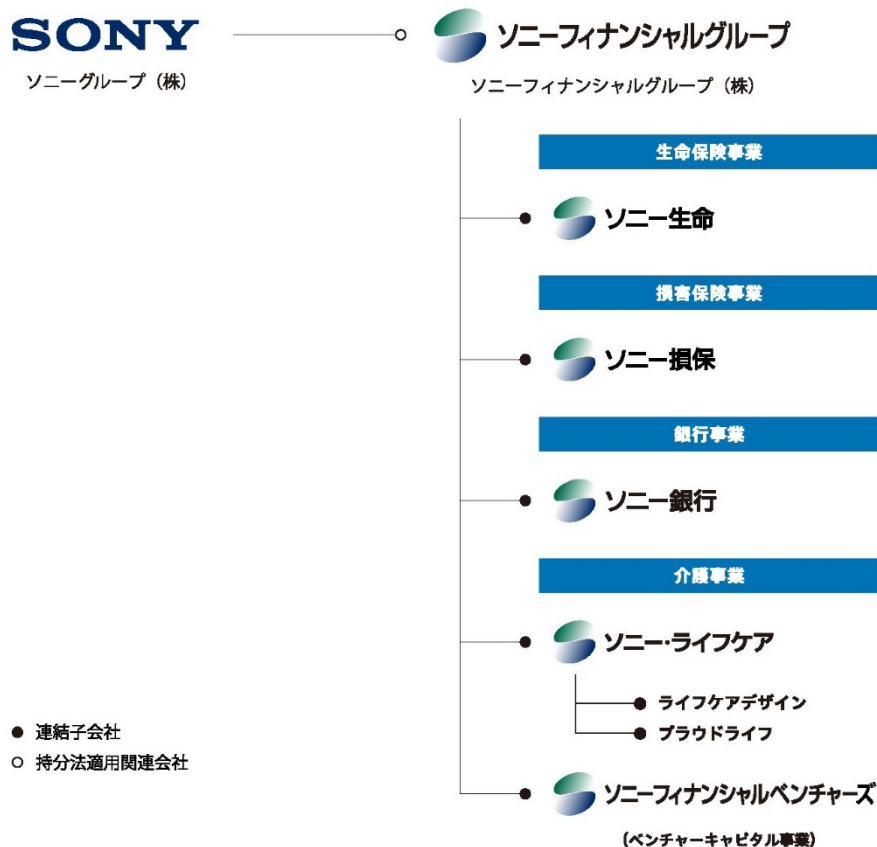 SONY
ソニーグループ（株）
ソニーフィナンシャルグループ
ソニーフィナンシャルグループ（株）
生命保険事業
ソニー生命
損害保険事業
ソニー損保
銀行事業
ソニー銀行
介護事業
ソニー・ライフケア
ライフケアデザイン
プラウドライフ
ソニーフィナンシャルベンチャーズ
（ベンチャーキャピタル事業）
● 連結子会社
○ 持分法適用関連会社